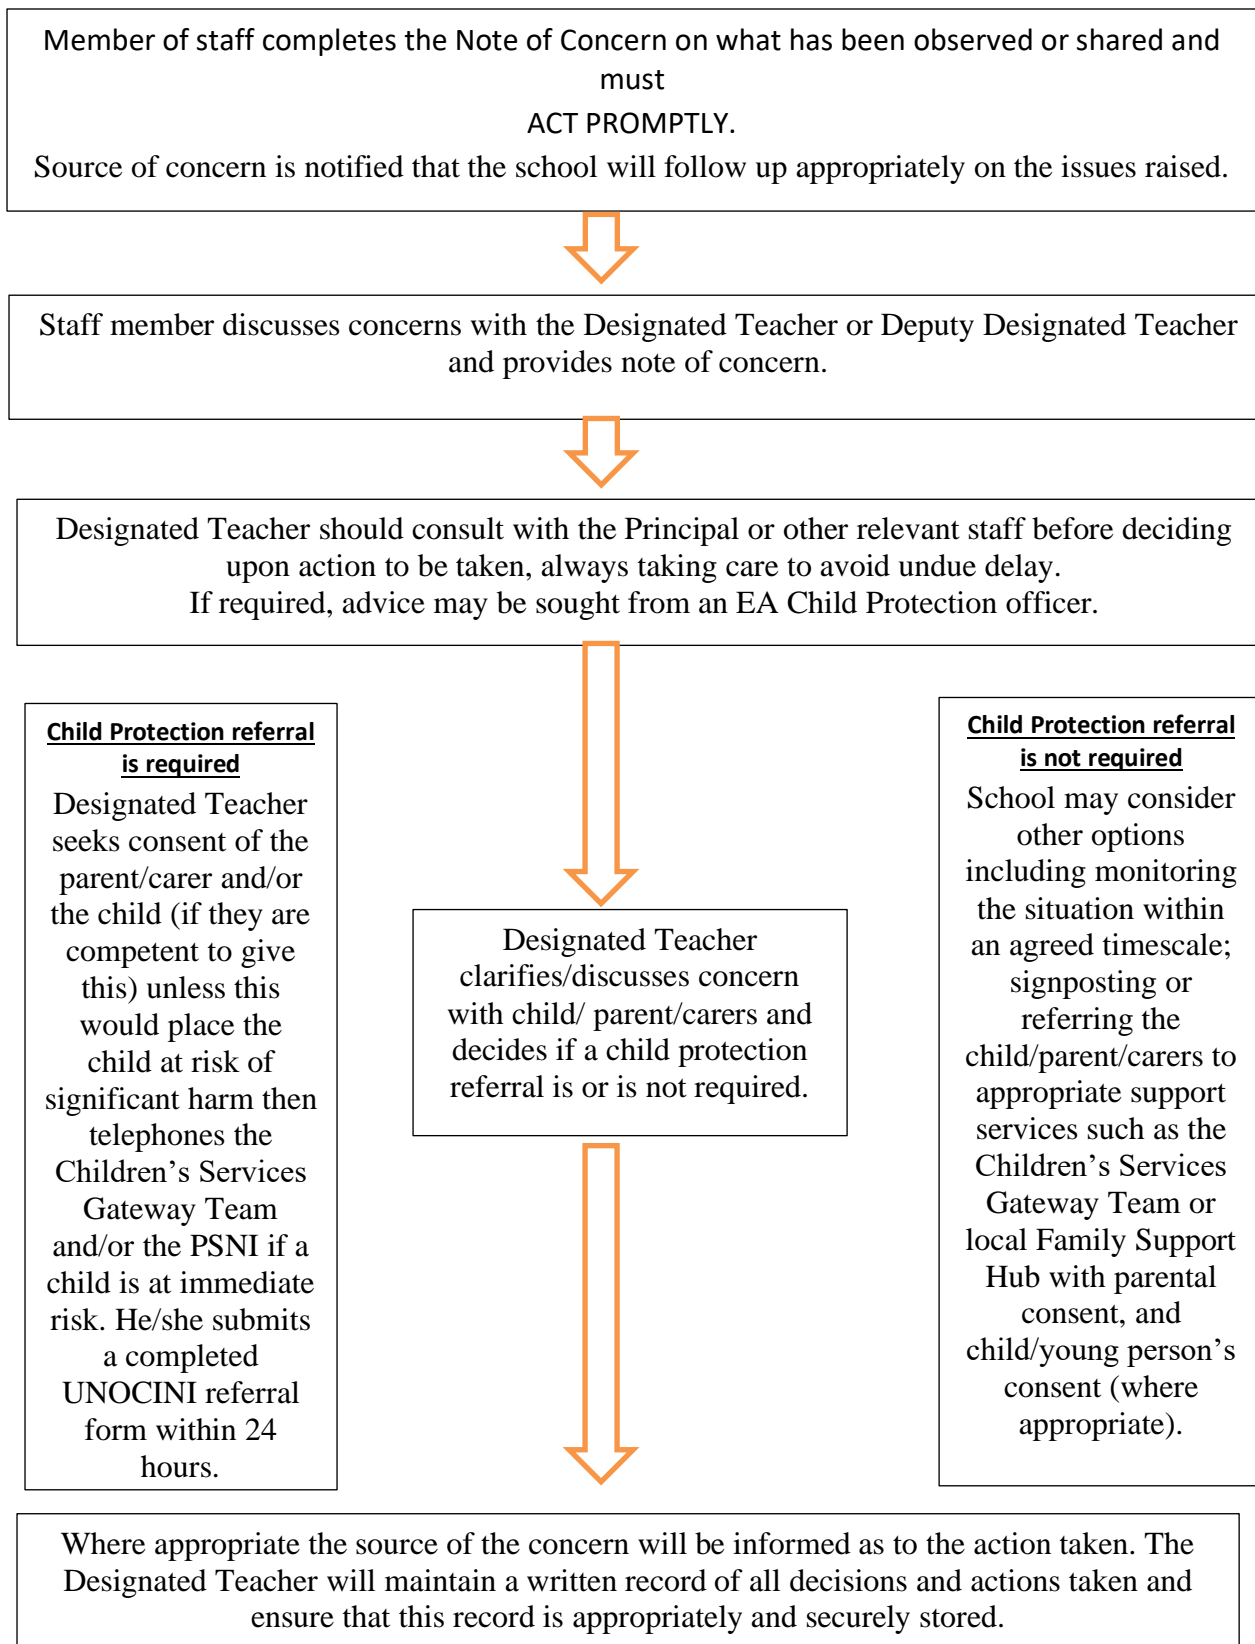 Member of staff completes the Note of Concern on what has been observed or shared and
must
ACT PROMPTLY.
Source of concern is notified that the school will follow up appropriately on the issues raised.
Staff member discusses concerns with the Designated Teacher or Deputy Designated Teacher
and provides note of concern.
Designated Teacher should consult with the Principal or other relevant staff before deciding
upon action to be taken, always taking care to avoid undue delay.
If required, advice may be sought from an EA Child Protection officer.
Child Protection referral
is required
Designated Teacher
seeks consent of the
parent/carer and/or
the child (if they are
competent to give
this) unless this
would place the
child at risk of
significant harm then
telephones the
Children’s Services
Gateway Team
and/or the PSNI if a
child is at immediate
risk. He/she submits
a completed
UNOCINI referral
form within 24
hours.
Designated Teacher
clarifies/discusses concern
with child/ parent/carers and
decides if a child protection
referral is or is not required.
Child Protection referral
is not required
School may consider
other options
including monitoring
the situation within
an agreed timescale;
signposting or
referring the
child/parent/carers to
appropriate support
services such as the
Children’s Services
Gateway Team or
local Family Support
Hub with parental
consent, and
child/young person’s
consent (where
appropriate).
Where appropriate the source of the concern will be informed as to the action taken. The
Designated Teacher will maintain a written record of all decisions and actions taken and
ensure that this record is appropriately and securely stored.